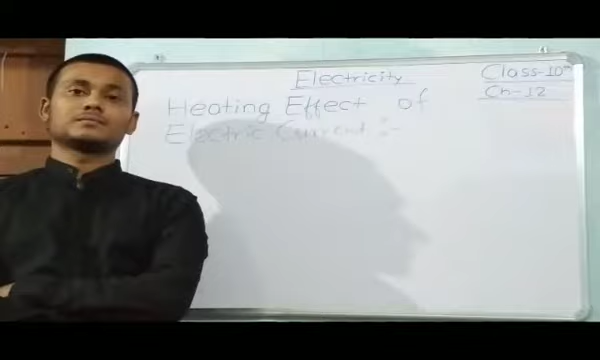 Electricity
Class-10th
Ch-12
Heating Effect of
Electric Current :-